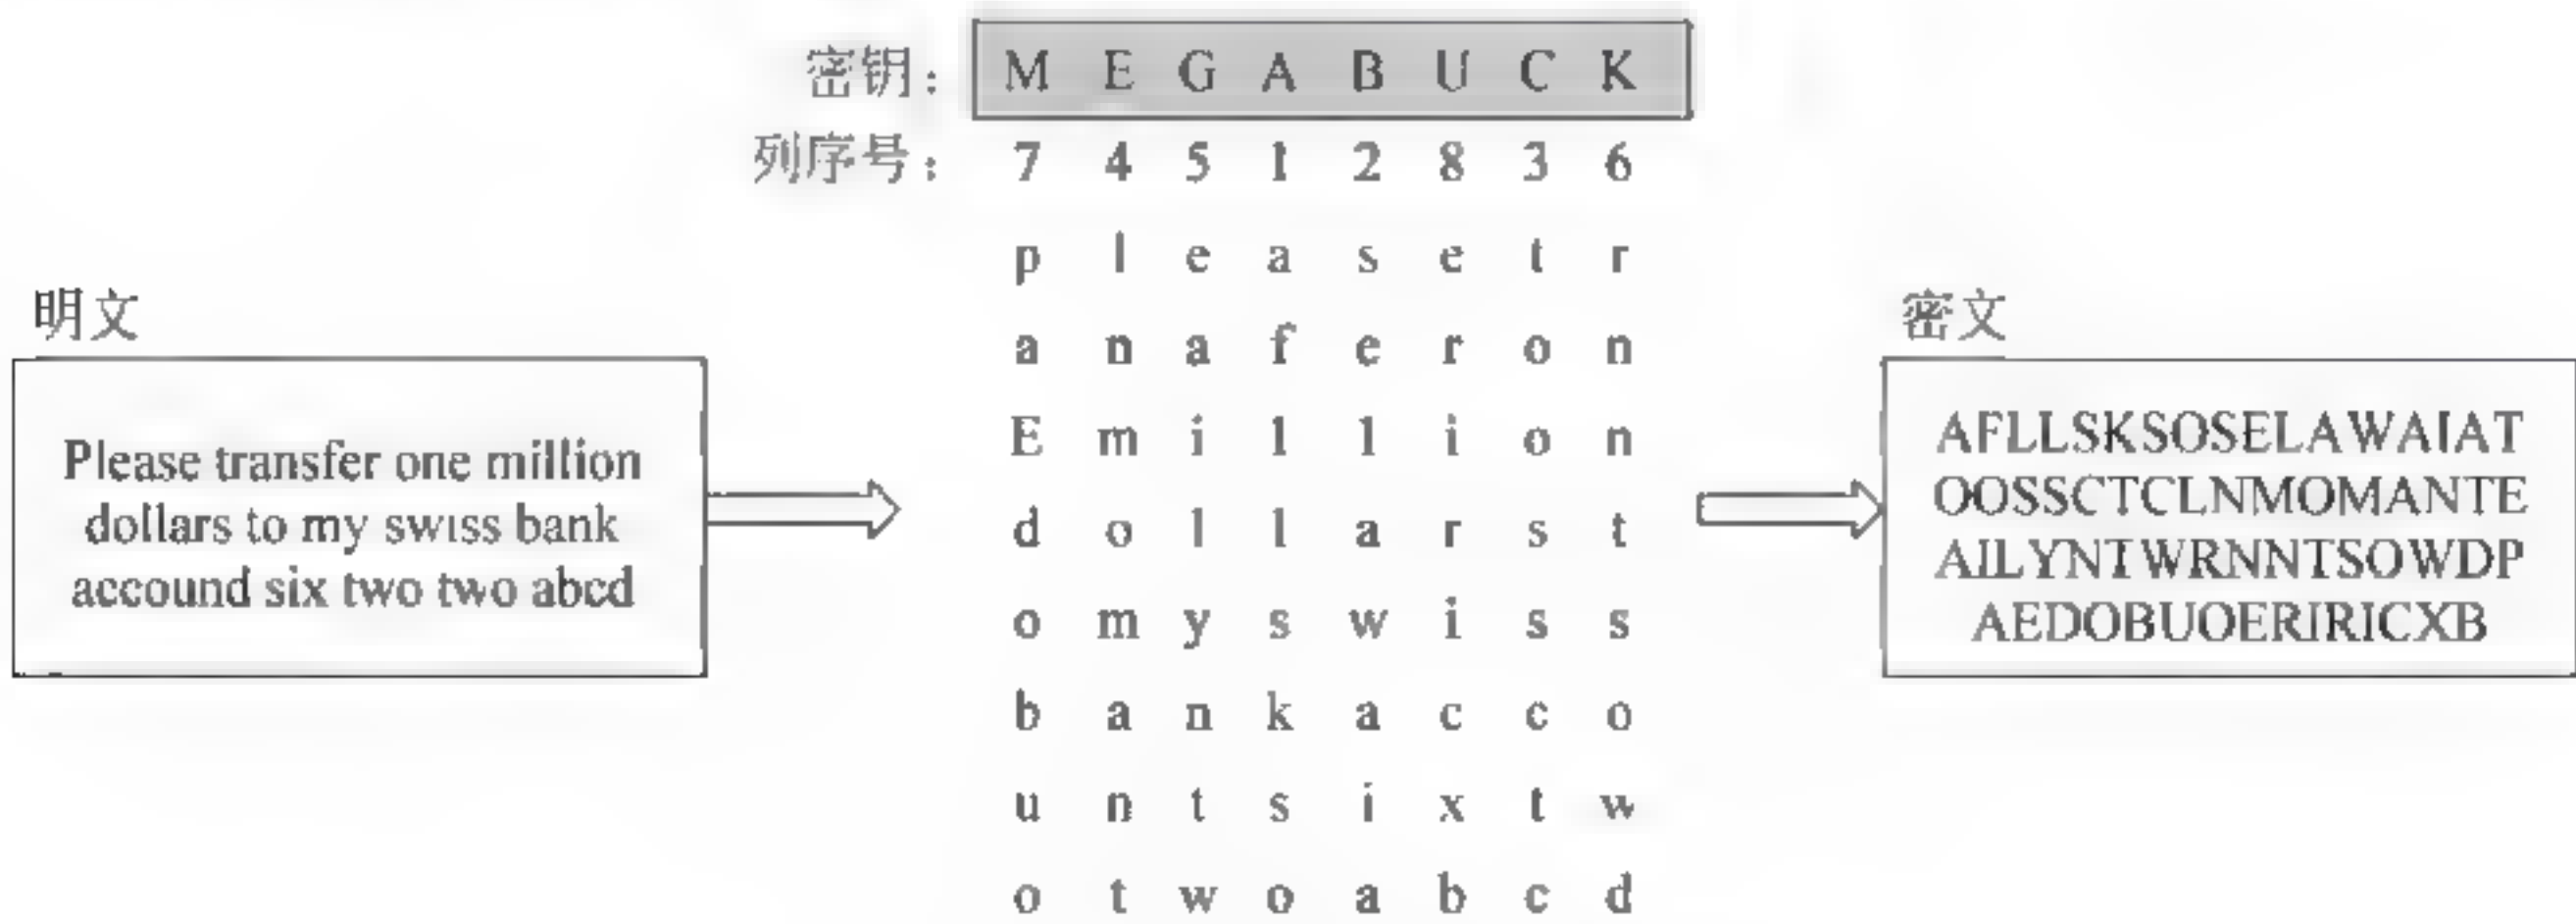 密钥： M E G A B U C K
列序号： 7 4 5 1 2 8 3 6
p l e a s e t r
a n a f e r o n
E m i l l i o n
d o l l a r s t
o m y s w i s s
b a n k a c c o
u n t s i x t w
o t w o a b c d
明文
Please transfer one million
dollars to my swiss bank
accound six two two abcd
密文
AFLLSKSOSELAWAIAT
OOSSCTCLNMOMANTE
AILYNTWRNNTSOWDP
AEDOBUOERIRICXB